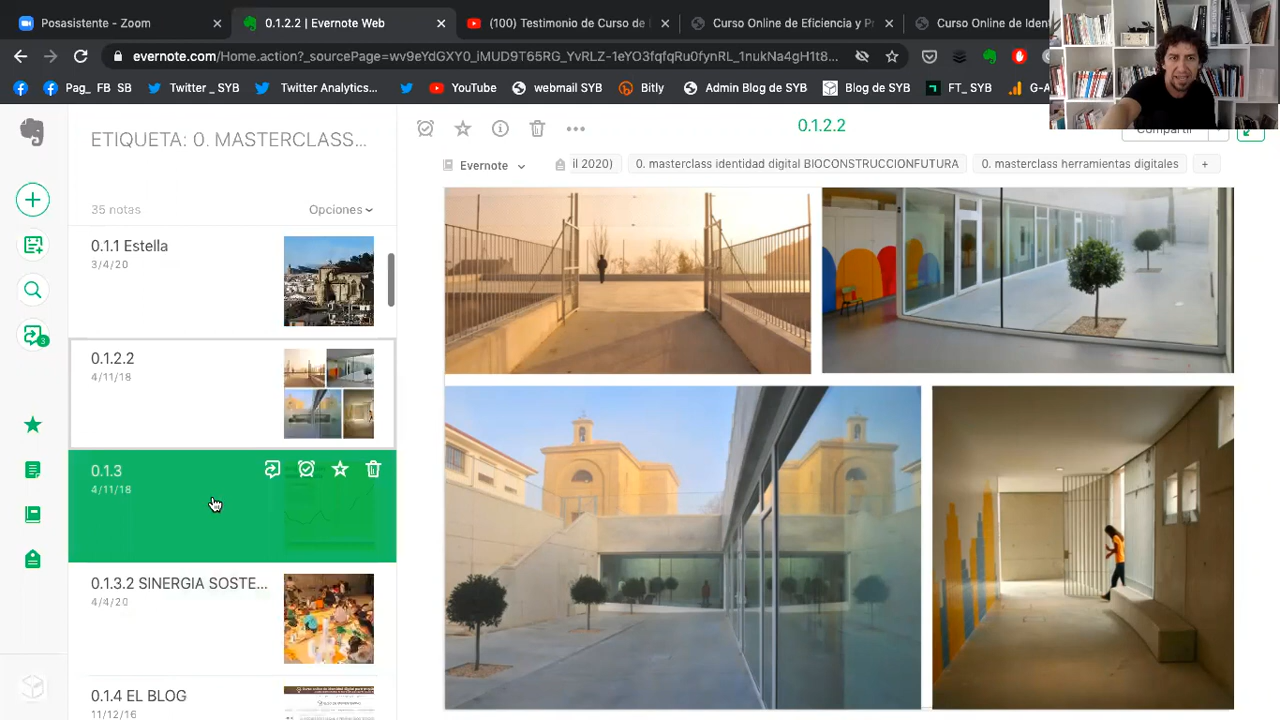 Posasistente - Zoom
0.1.2.2 | Evernote Web
(100) Testimonio de Curso de
Curso Online de Eficiencia y Pr
Curso Online de Iden
evernote.com/Home.action?_sourcePage=
Pag_ FB SB
Twitter _ SYB
Twitter Analytics...
YouTube
webmail SYB
Bitly
Admin Blog de SYB
Blog de SYB
FT_ SYB
G-A
ETIQUETA: 0. MASTERCLASS...
35 notas
Opciones
0.1.1 Estella
3/4/20
0.1.2.2
4/11/18
0.1.3
4/11/18
0.1.3.2 SINERGIA SOSTE...
4/4/20
01.4 EL BLOG
11/12/16
3
0.1.2.2
Compartir
Evernote
il 2020)
0. masterclass identidad digital BIOCONSTRUCCIONFUTURA
0. masterclass herramientas digitales
+